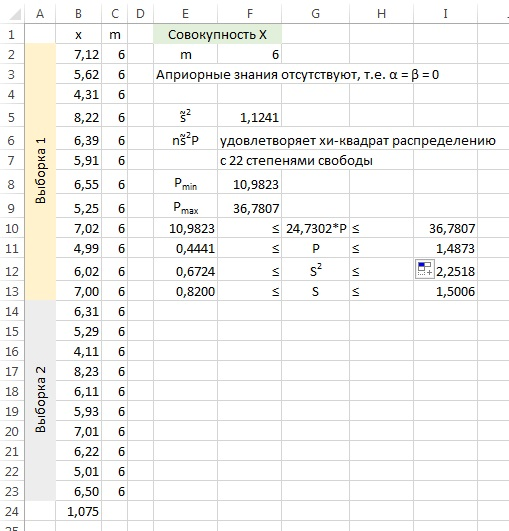 A B C D E F G H I
1 x m Совокупность X
2 7,12 6 m 6
3 5,62 6 Априорные знания отсутствуют, т.е. α = β = 0
4 4,31 6
5 8,22 6 s̃² 1,1241
6 6,39 6 ns̃²P удовлетворяет хи-квадрат распределению
7 5,91 6 с 22 степенями свободы
8 6,55 6 Pmin 10,9823
9 5,25 6 Pmax 36,7807
10 7,02 6 10,9823 ≤ 24,7302*P ≤ 36,7807
11 4,99 6 0,4441 ≤ P ≤ 1,4873
12 6,02 6 0,6724 ≤ S² ≤ 2,2518
13 7,00 6 0,8200 ≤ S ≤ 1,5006
Выборка 1
14 6,31 6
15 5,29 6
16 4,11 6
17 8,23 6
18 6,11 6
19 5,93 6
20 7,01 6
21 6,22 6
22 5,01 6
23 6,50 6
Выборка 2
24 1,075